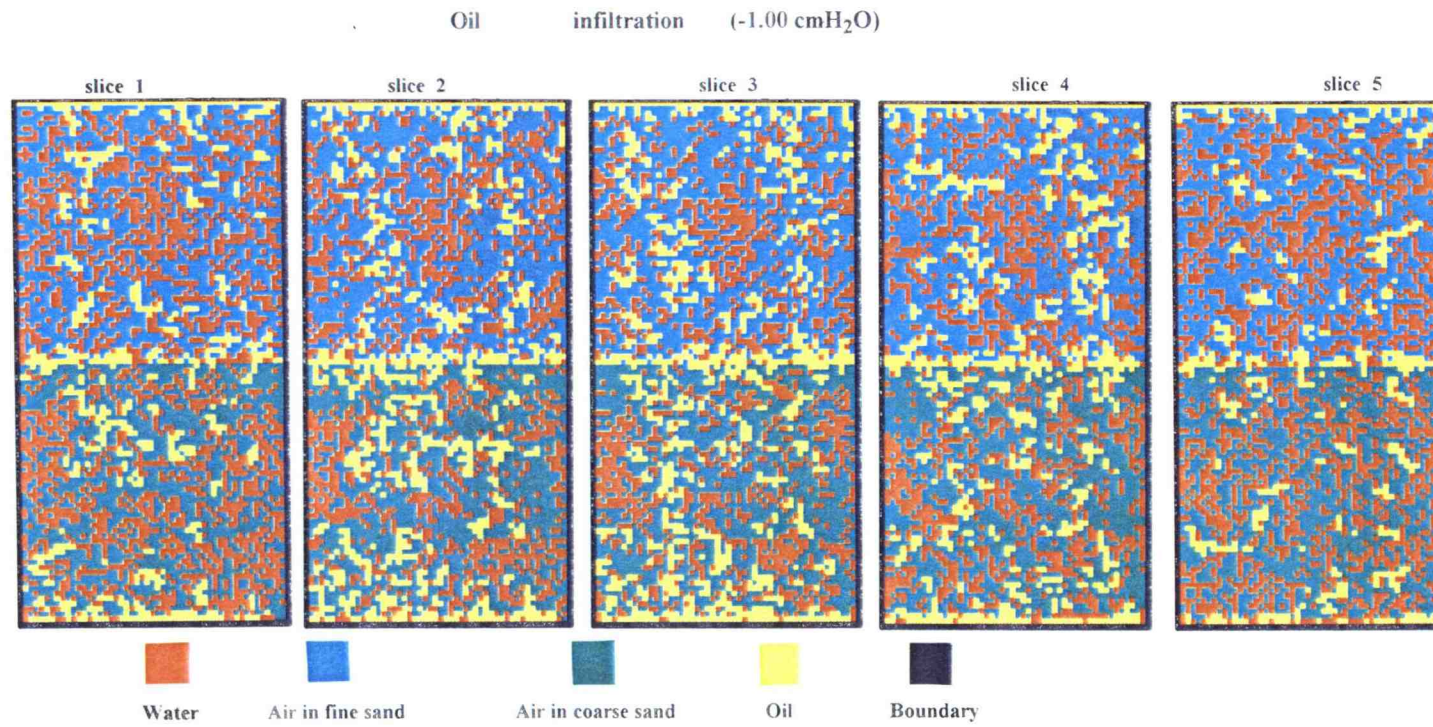 Oil infiltration (-1.00 cmH₂O)
slice 1 slice 2 slice 3 slice 4 slice 5
Water Air in fine sand Air in coarse sand Oil Boundary